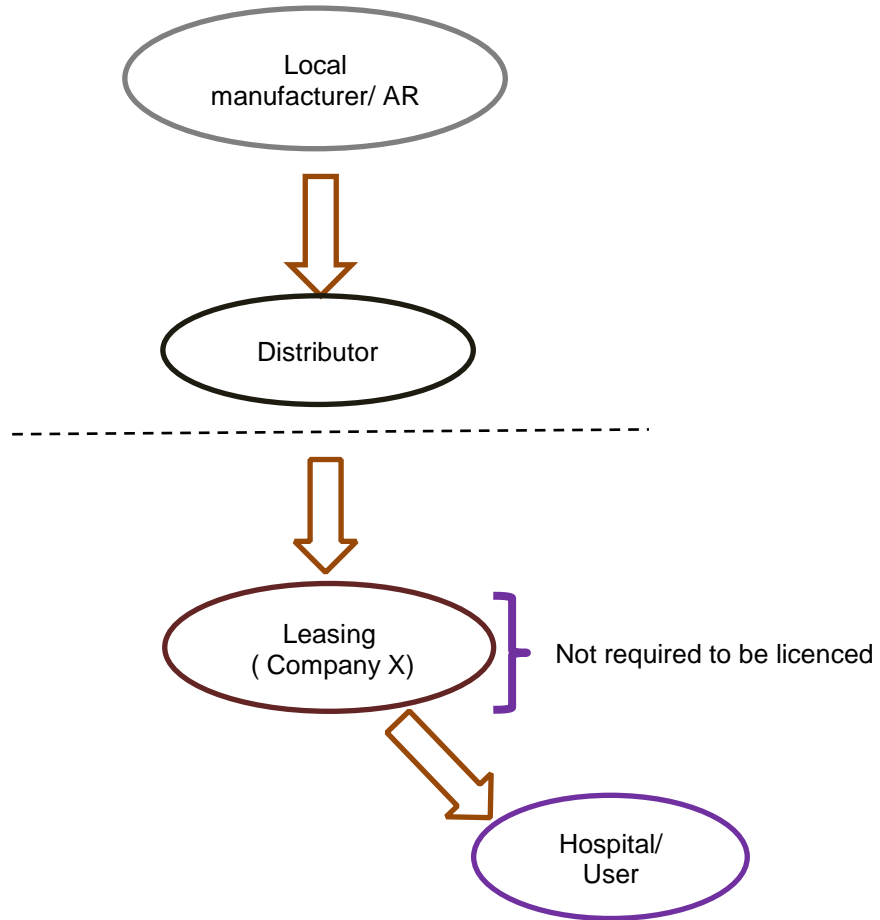 Local
manufacturer/ AR
Distributor
Leasing
( Company X)
Not required to be licenced
Hospital/
User